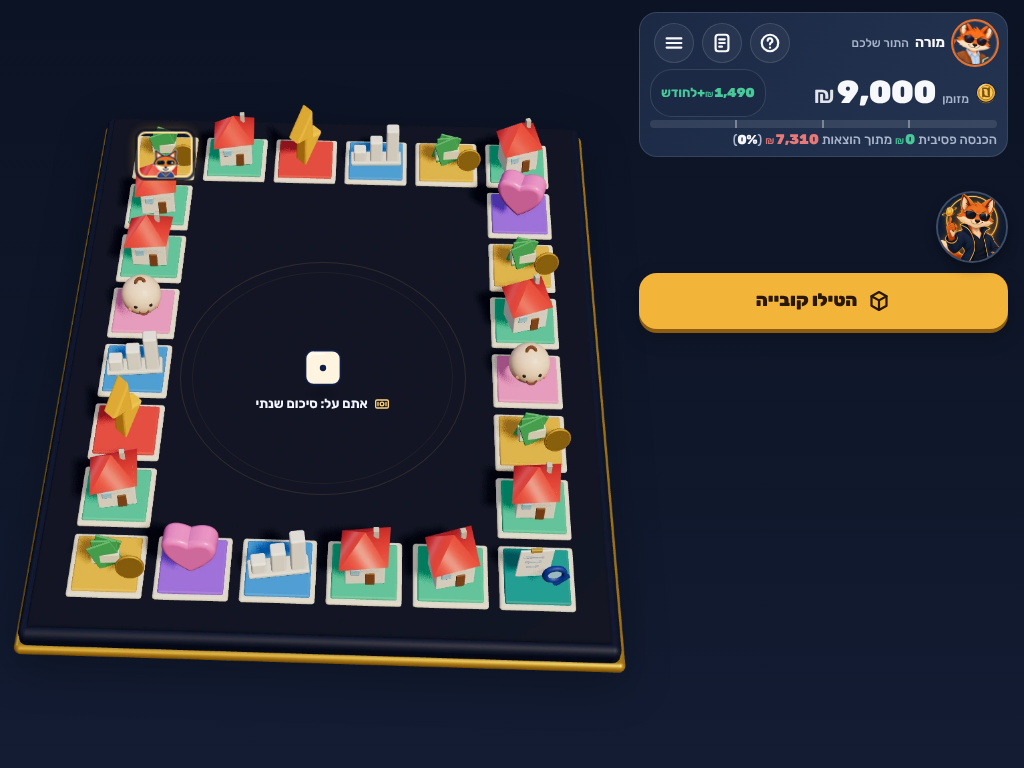 מורה התור שלכם
מזומן 9,000 ₪
+1,490₪ לחודש
הכנסה פסיבית 0 ₪ מתוך הוצאות 7,310 ₪ (0%)
הטילו קובייה
אתם על: סיכום שנתי